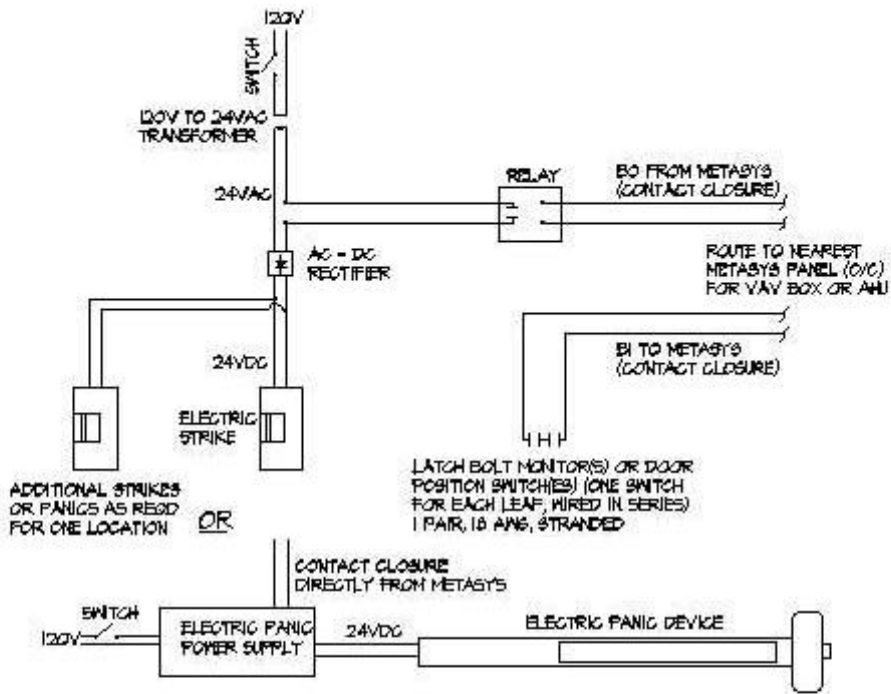 120V
SWITCH
120V TO 24VAC
TRANSFORMER
RELAY
BO FROM METASYS
(CONTACT CLOSURE)
24VAC
AC - DC
RECTIFIER
ROUTE TO NEAREST
METASYS PANEL (O/C)
FOR VAV BOX OR AHU
24VDC
BI TO METASYS
(CONTACT CLOSURE)
ELECTRIC
STRIKE
ADDITIONAL STRIKES
OR PANICS AS REQD
FOR ONE LOCATION
OR
LATCH BOLT MONITOR(S) OR DOOR
POSITION SWITCH(ES) (ONE SWITCH
FOR EACH LEAF, WIRED IN SERIES)
1 PAIR, 18 AWG, STRANDED
CONTACT CLOSURE
DIRECTLY FROM METASYS
SWITCH
120V
ELECTRIC PANIC
POWER SUPPLY
24VDC
ELECTRIC PANIC DEVICE